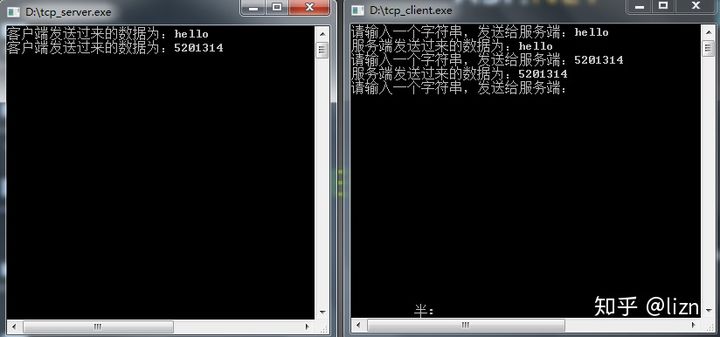 D:\tcp_server.exe
客户端发送过来的数据为：hello
客户端发送过来的数据为：5201314
D:\tcp_client.exe
请输入一个字符串，发送给服务端：hello
服务端发送过来的数据为：hello
请输入一个字符串，发送给服务端：5201314
服务端发送过来的数据为：5201314
请输入一个字符串，发送给服务端：
半：
知乎 @lizn